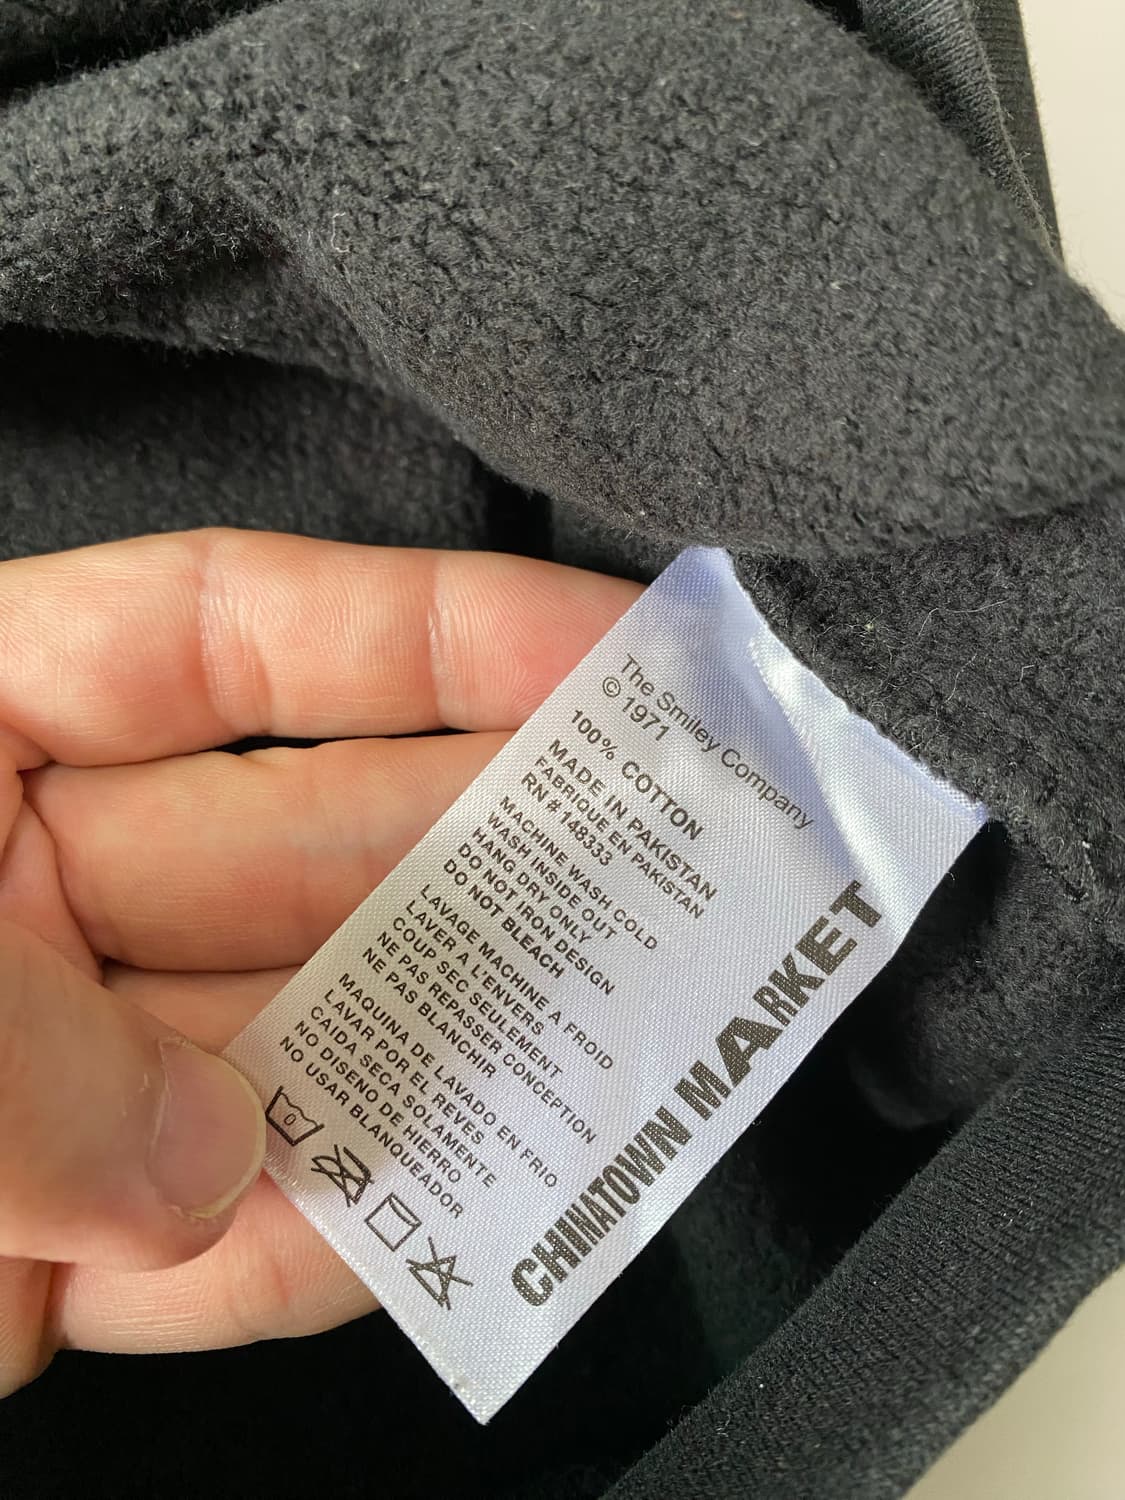 The Smiley Company
© 1971
100% COTTON
MADE IN PAKISTAN
FABRIQUE EN PAKISTAN
RN # 148333
MACHINE WASH COLD
WASH INSIDE OUT
HANG DRY ONLY
DO NOT IRON DESIGN
DO NOT BLEACH
LAVAGE MACHINE A FROID
LAVER A L'ENVERS
COUP SEC SEULEMENT
NE PAS REPASSER CONCEPTION
NE PAS BLANCHIR
MAQUINA DE LAVADO EN FRIO
LAVAR POR EL REVES
CAIDA SECA SOLAMENTE
NO DISENO DE HIERRO
NO USAR BLANQUEADOR
0
CHINATOWN MARKET